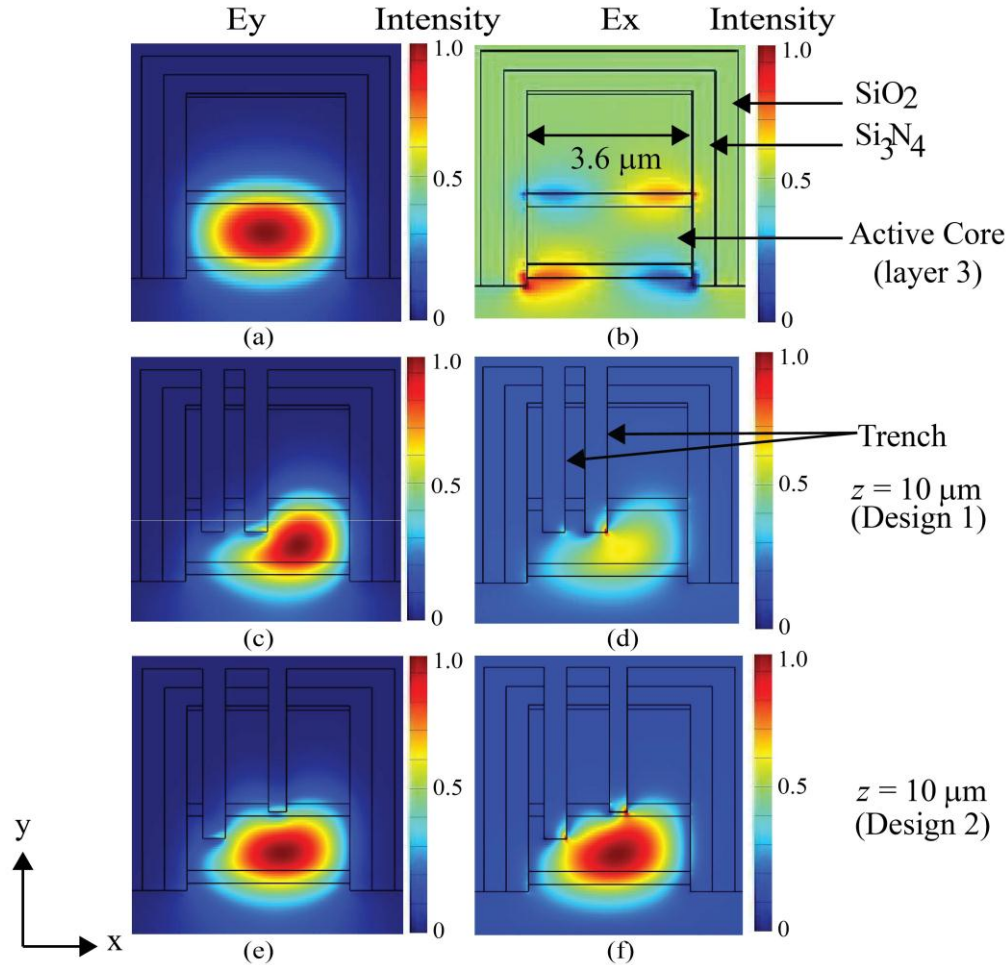 Ey Intensity Ex Intensity
1.0 1.0
SiO2
Si3N4
3.6 μm
0.5 0.5
Active Core
(layer 3)
0 0
(a) (b)
1.0 1.0
Trench
0.5 0.5
z = 10 μm
(Design 1)
0 0
(c) (d)
1.0 1.0
0.5 0.5
z = 10 μm
(Design 2)
y
0 0
x
(e) (f)